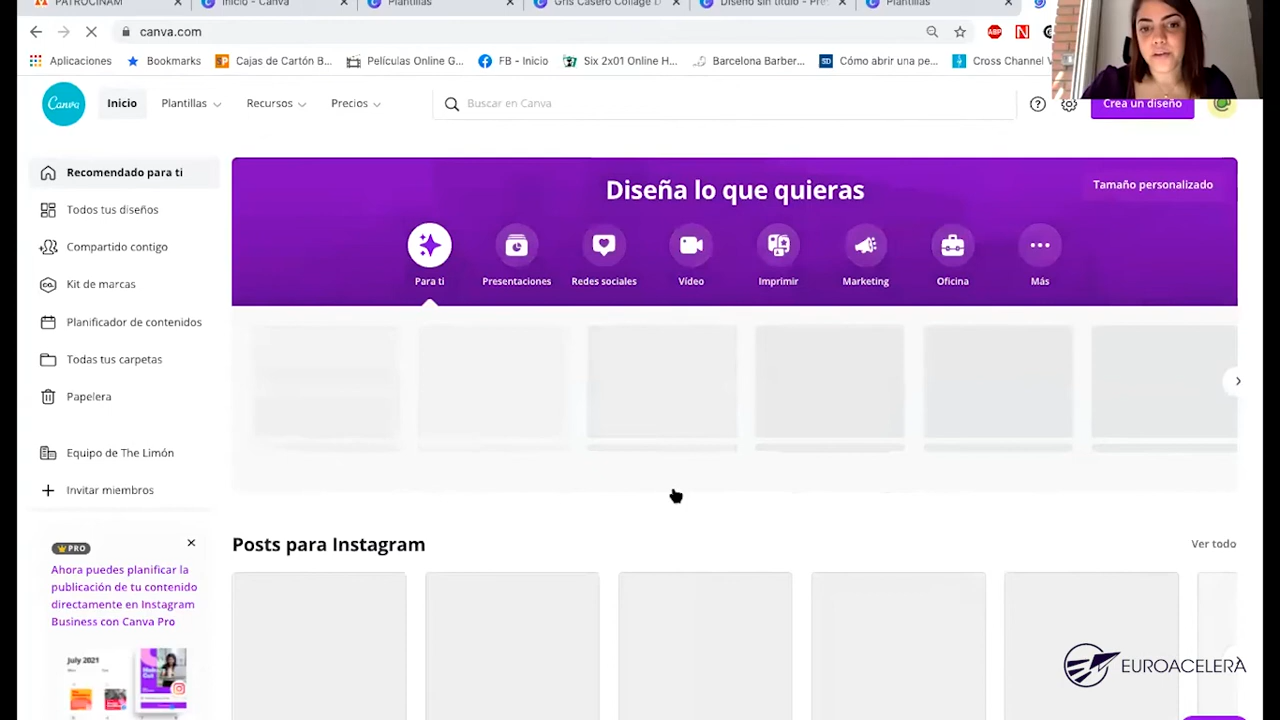 PATROCINAM
Inicio - Canva
Plantillas
Gris Casero Collage D
Diseño sin título - Pres
Plantillas
canva.com
ABP
N
Aplicaciones
Bookmarks
Cajas de Cartón B...
Películas Online G...
FB - Inicio
Six 2x01 Online H...
Barcelona Barber...
Cómo abrir una pe...
Cross Channel
Canva
Inicio
Plantillas
Recursos
Precios
Buscar en Canva
Crea un diseño
Recomendado para ti
Todos tus diseños
Compartido contigo
Kit de marcas
Planificador de contenidos
Todas tus carpetas
Papelera
Equipo de The Limón
Invitar miembros
Diseña lo que quieras
Tamaño personalizado
Para ti
Presentaciones
Redes sociales
Vídeo
Imprimir
Marketing
Oficina
Más
Posts para Instagram
Ver todo
PRO
Ahora puedes planificar la
publicación de tu contenido
directamente en Instagram
Business con Canva Pro
July 2021
EUROACELERA